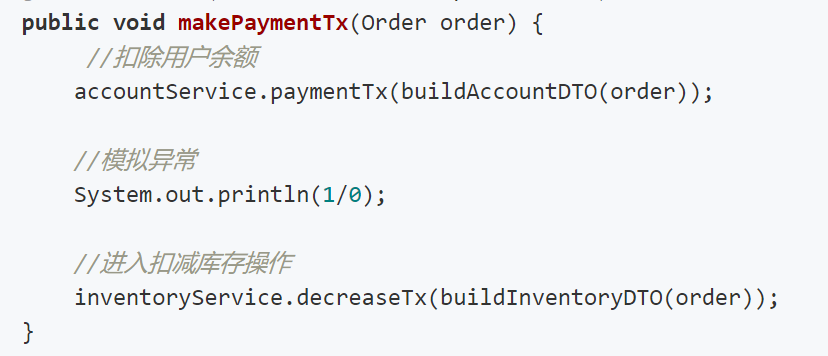 public void makePaymentTx(Order order) {
//扣除用户余额
accountService.paymentTx(buildAccountDTO(order));
//模拟异常
System.out.println(1/0);
//进入扣减库存操作
inventoryService.decreaseTx(buildInventoryDTO(order));
}